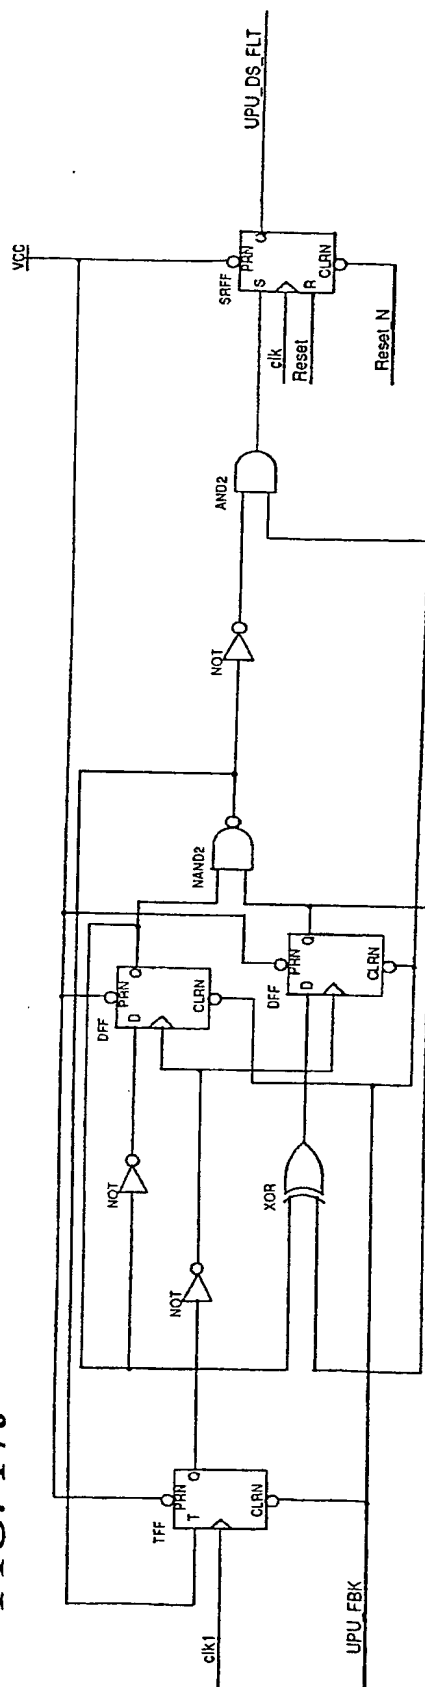 VCC
TFF
PRN
T
Q
CLRN
clk1
UPU_FBK
NOT
NOT
XOR
DFF
PRN
D
Q
CLRN
DFF
PRN
D
Q
CLRN
NAND2
NOT
AND2
SRFF
PRN
S
Q
R
CLRN
clk
Reset
Reset_N
UPU_DS_FLT